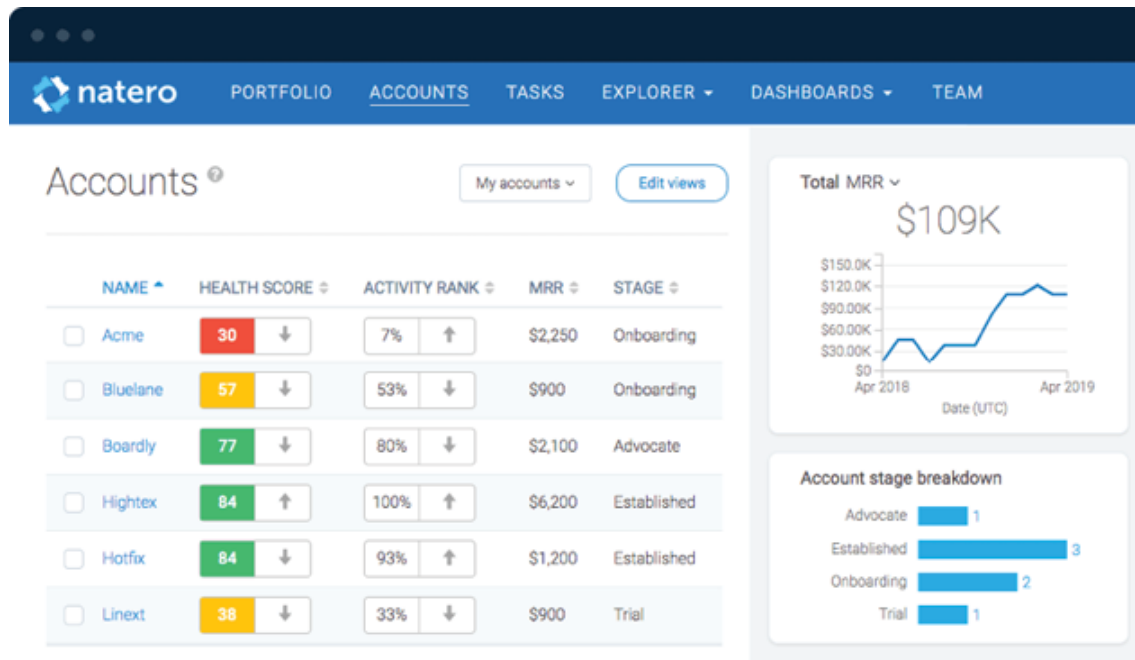 natero PORTFOLIO ACCOUNTS TASKS EXPLORER DASHBOARDS TEAM
Accounts ?
My accounts
Edit views
NAME HEALTH SCORE ACTIVITY RANK MRR STAGE
Acme 30 7% $2,250 Onboarding
Bluelane 57 53% $900 Onboarding
Boardly 77 80% $2,100 Advocate
Hightex 84 100% $6,200 Established
Hotfix 84 93% $1,200 Established
Linext 38 33% $900 Trial
Total MRR
$109K
$150.0K
$120.0K
$90.00K
$60.00K
$30.00K
$0
Apr 2018 Apr 2019
Date (UTC)
Account stage breakdown
Advocate 1
Established 3
Onboarding 2
Trial 1